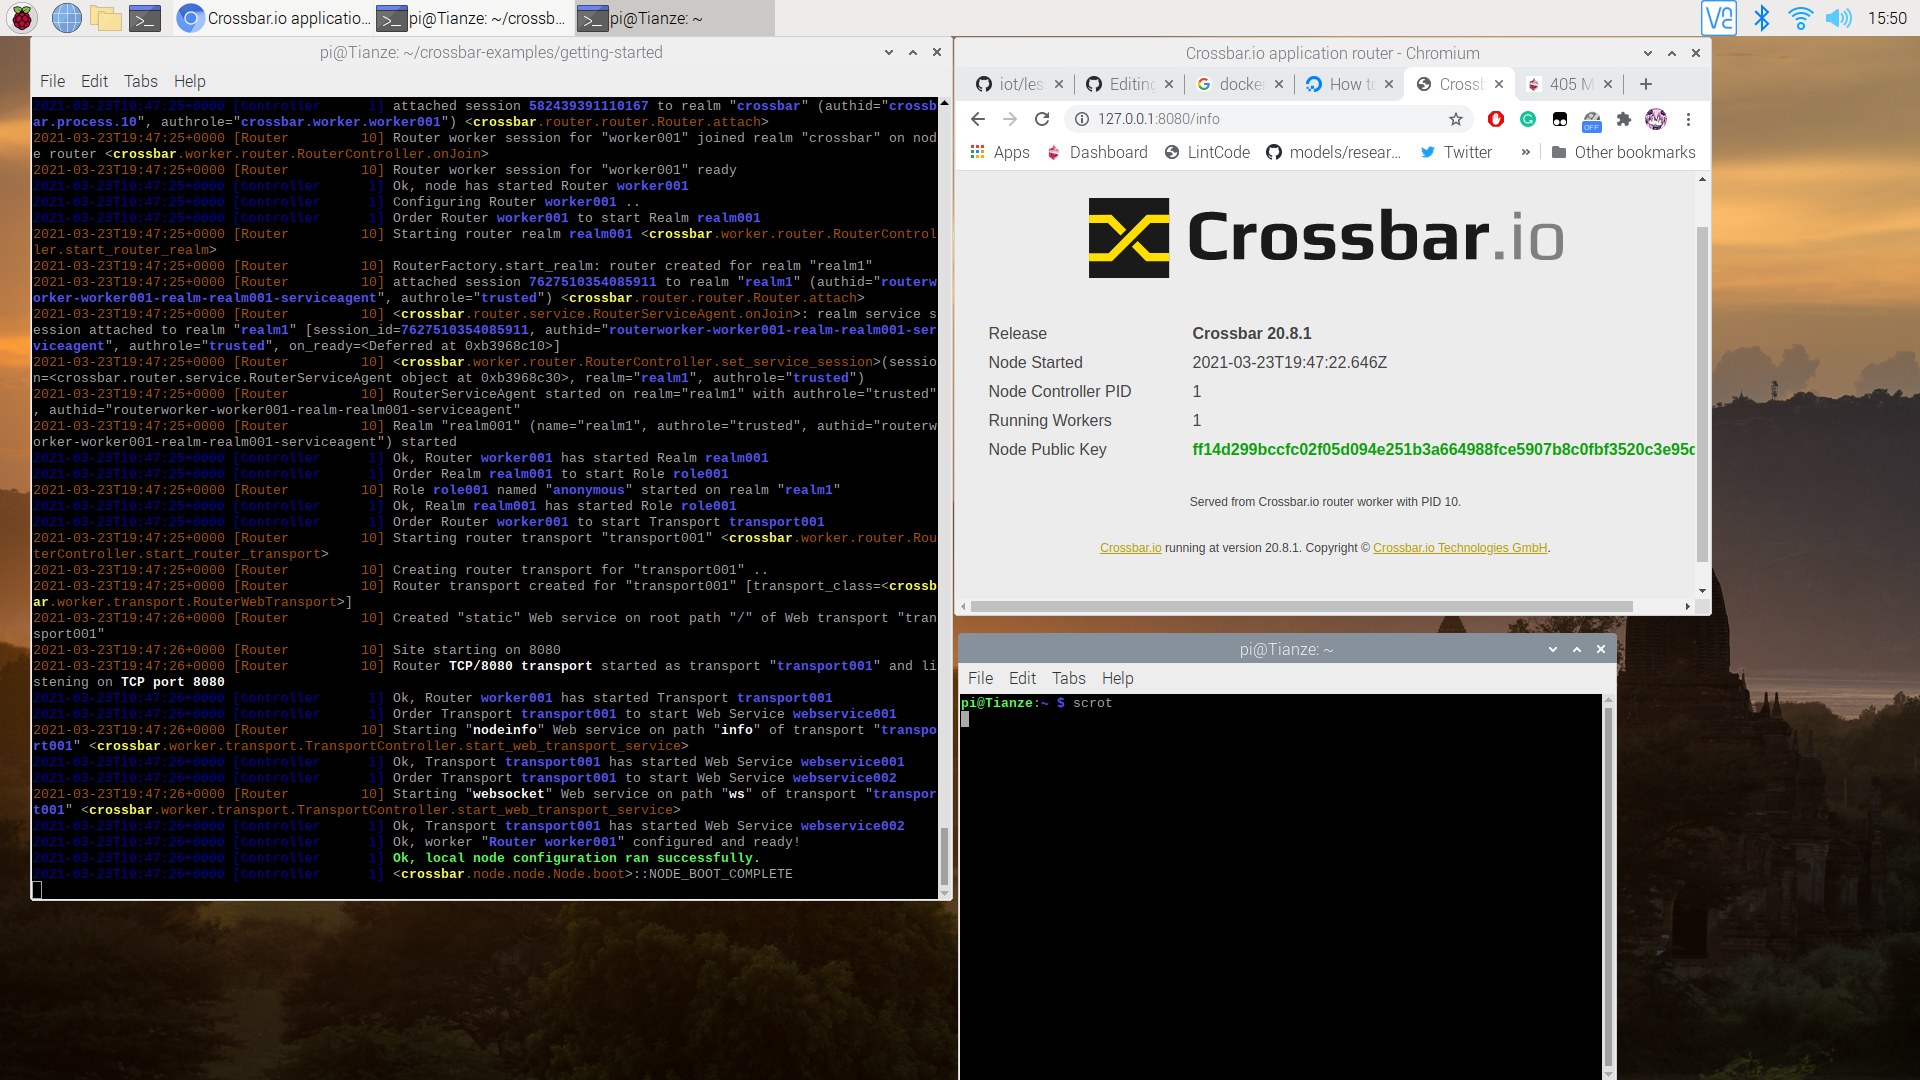 Crossbar.io applicatio...
pi@Tianze: ~/crossb...
pi@Tianze: ~
15:50
pi@Tianze: ~/crossbar-examples/getting-started
File Edit Tabs Help
2021-03-23T19:47:25+0000 [Controller      1] attached session 582439391110167 to realm "crossbar" (authid="crossb
ar.process.10", authrole="crossbar.worker.worker001") <crossbar.router.router.Router.attach>
2021-03-23T19:47:25+0000 [Router         10] Router worker session for "worker001" joined realm "crossbar" on nod
e router <crossbar.worker.router.RouterController.onJoin>
2021-03-23T19:47:25+0000 [Router         10] Router worker session for "worker001" ready
2021-03-23T19:47:25+0000 [Controller      1] Ok, node has started Router worker001
2021-03-23T19:47:25+0000 [Controller      1] Configuring Router worker001 ..
2021-03-23T19:47:25+0000 [Controller      1] Order Router worker001 to start Realm realm001
2021-03-23T19:47:25+0000 [Router         10] Starting router realm realm001 <crossbar.worker.router.RouterControl
ler.start_router_realm>
2021-03-23T19:47:25+0000 [Router         10] RouterFactory.start_realm: router created for realm "realm1"
2021-03-23T19:47:25+0000 [Router         10] attached session 7627510354085911 to realm "realm1" (authid="routerw
orker-worker001-realm-realm001-serviceagent", authrole="trusted") <crossbar.router.router.Router.attach>
2021-03-23T19:47:25+0000 [Router         10] <crossbar.router.service.RouterServiceAgent.onJoin>: realm service s
ession attached to realm "realm1" [session_id=7627510354085911, authid="routerworker-worker001-realm-realm001-ser
viceagent", authrole="trusted", on_ready=<Deferred at 0xb3968c10>]
2021-03-23T19:47:25+0000 [Router         10] <crossbar.worker.router.RouterController.set_service_session>(sessio
n=<crossbar.router.service.RouterServiceAgent object at 0xb3968c30>, realm="realm1", authrole="trusted")
2021-03-23T19:47:25+0000 [Router         10] RouterServiceAgent started on realm="realm1" with authrole="trusted"
, authid="routerworker-worker001-realm-realm001-serviceagent"
2021-03-23T19:47:25+0000 [Router         10] Realm "realm001" (name="realm1", authrole="trusted", authid="routerw
orker-worker001-realm-realm001-serviceagent") started
2021-03-23T19:47:25+0000 [Controller      1] Ok, Router worker001 has started Realm realm001
2021-03-23T19:47:25+0000 [Controller      1] Order Realm realm001 to start Role role001
2021-03-23T19:47:25+0000 [Router         10] Role role001 named "anonymous" started on realm "realm1"
2021-03-23T19:47:25+0000 [Controller      1] Ok, Realm realm001 has started Role role001
2021-03-23T19:47:25+0000 [Controller      1] Order Router worker001 to start Transport transport001
2021-03-23T19:47:25+0000 [Router         10] Starting router transport "transport001" <crossbar.worker.router.Rou
terController.start_router_transport>
2021-03-23T19:47:25+0000 [Router         10] Creating router transport for "transport001" ..
2021-03-23T19:47:25+0000 [Router         10] Router transport created for "transport001" [transport_class=<crossb
ar.worker.transport.RouterWebTransport>]
2021-03-23T19:47:26+0000 [Router         10] Created "static" Web service on root path "/" of Web transport "tran
sport001"
2021-03-23T19:47:26+0000 [Router         10] Site starting on 8080
2021-03-23T19:47:26+0000 [Router         10] Router TCP/8080 transport started as transport "transport001" and li
stening on TCP port 8080
2021-03-23T19:47:26+0000 [Controller      1] Ok, Router worker001 has started Transport transport001
2021-03-23T19:47:26+0000 [Controller      1] Order Transport transport001 to start Web Service webservice001
2021-03-23T19:47:26+0000 [Router         10] Starting "nodeinfo" Web service on path "info" of transport "transpo
rt001" <crossbar.worker.transport.TransportController.start_web_transport_service>
2021-03-23T19:47:26+0000 [Controller      1] Ok, Transport transport001 has started Web Service webservice001
2021-03-23T19:47:26+0000 [Controller      1] Order Transport transport001 to start Web Service webservice002
2021-03-23T19:47:26+0000 [Router         10] Starting "websocket" Web service on path "ws" of transport "transpor
t001" <crossbar.worker.transport.TransportController.start_web_transport_service>
2021-03-23T19:47:26+0000 [Controller      1] Ok, Transport transport001 has started Web Service webservice002
2021-03-23T19:47:26+0000 [Controller      1] Ok, worker "Router worker001" configured and ready!
2021-03-23T19:47:26+0000 [Controller      1] Ok, local node configuration ran successfully.
2021-03-23T19:47:26+0000 [Controller      1] <crossbar.node.node.Node.boot>::NODE_BOOT_COMPLETE
Crossbar.io application router - Chromium
iot/les
Editing
docker
How to
Crossb
405 M
127.0.0.1:8080/info
OFF
Apps
Dashboard
LintCode
models/resear...
Twitter
»
Other bookmarks
Crossbar.io
Release Crossbar 20.8.1
Node Started 2021-03-23T19:47:22.646Z
Node Controller PID 1
Running Workers 1
Node Public Key ff14d299bccfc02f05d094e251b3a664988fce5907b8c0fbf3520c3e95c
Served from Crossbar.io router worker with PID 10.
Crossbar.io running at version 20.8.1. Copyright © Crossbar.io Technologies GmbH.
pi@Tianze: ~
File Edit Tabs Help
pi@Tianze:~ $ scrot